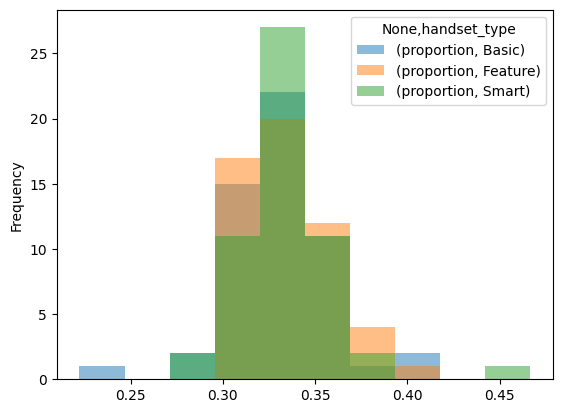 None,handset_type
(proportion, Basic)
(proportion, Feature)
(proportion, Smart)
Frequency
25
20
15
10
5
0
0.25 0.30 0.35 0.40 0.45